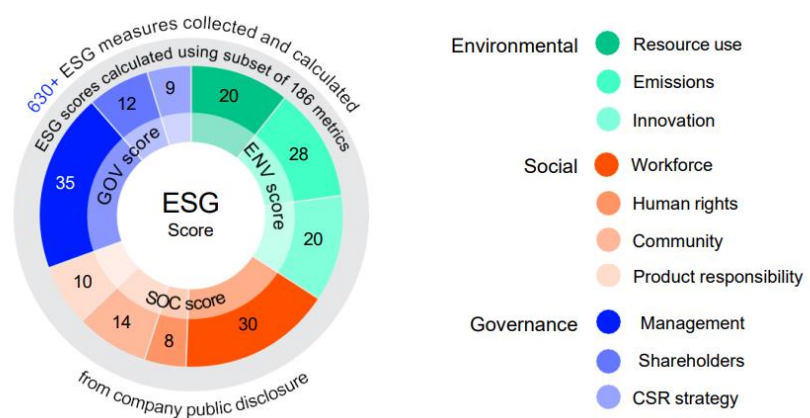 630+ ESG measures collected and calculated
ESG scores calculated using subset of 186 metrics
9
12
20
28
20
30
8
14
10
35
GOV score
ENV score
SOC score
ESG
Score
from company public disclosure
Environmental
Resource use
Emissions
Innovation
Social
Workforce
Human rights
Community
Product responsibility
Governance
Management
Shareholders
CSR strategy